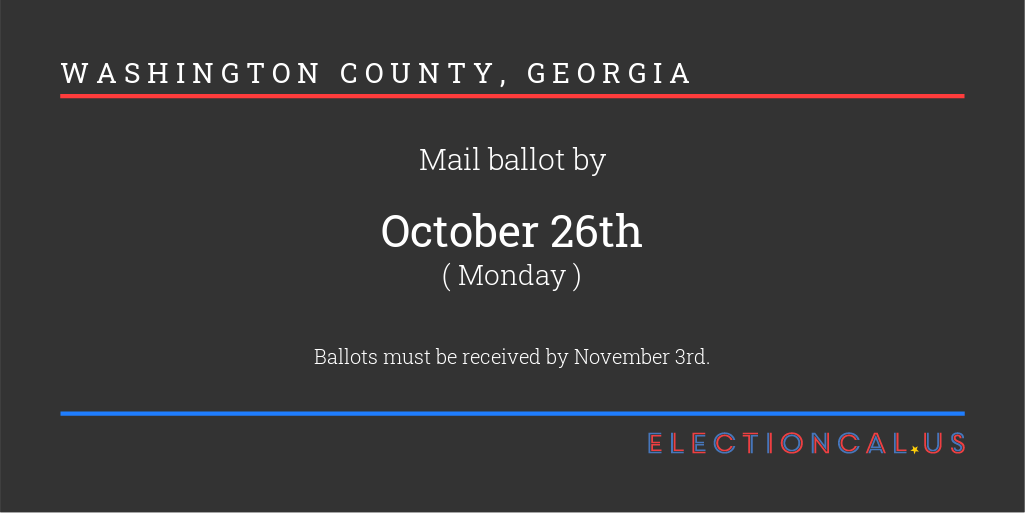 WASHINGTON COUNTY, GEORGIA
Mail ballot by
October 26th
( Monday )
Ballots must be received by November 3rd.
ELECTIONCAL.US